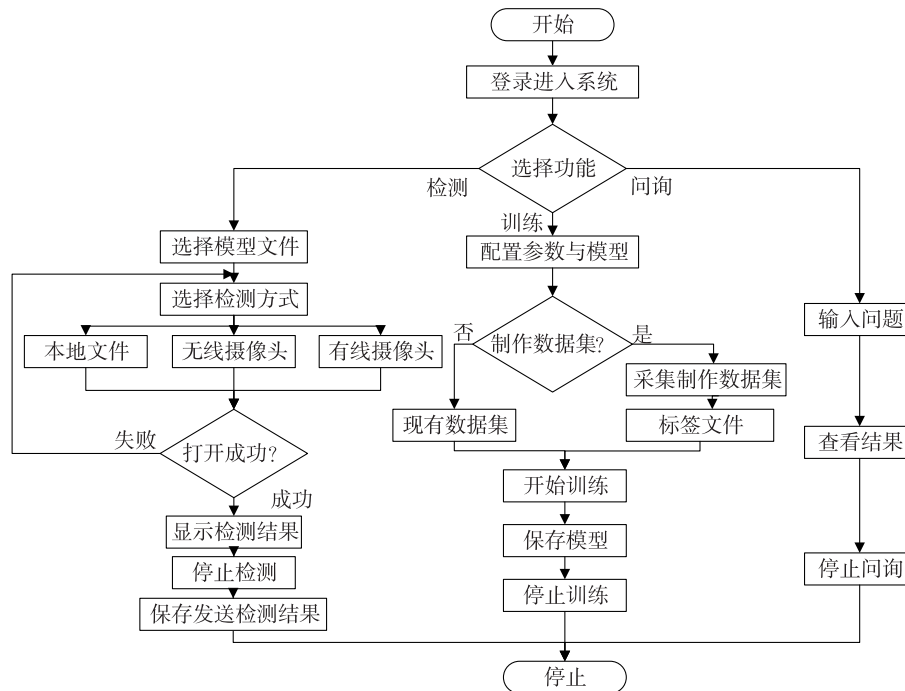 开始
登录进入系统
选择功能
检测
问询
训练
选择模型文件
配置参数与模型
选择检测方式
输入问题
本地文件
无线摄像头
有线摄像头
否
制作数据集?
是
采集制作数据集
现有数据集
标签文件
失败
打开成功?
查看结果
开始训练
成功
显示检测结果
保存模型
停止检测
停止问询
停止训练
保存发送检测结果
停止